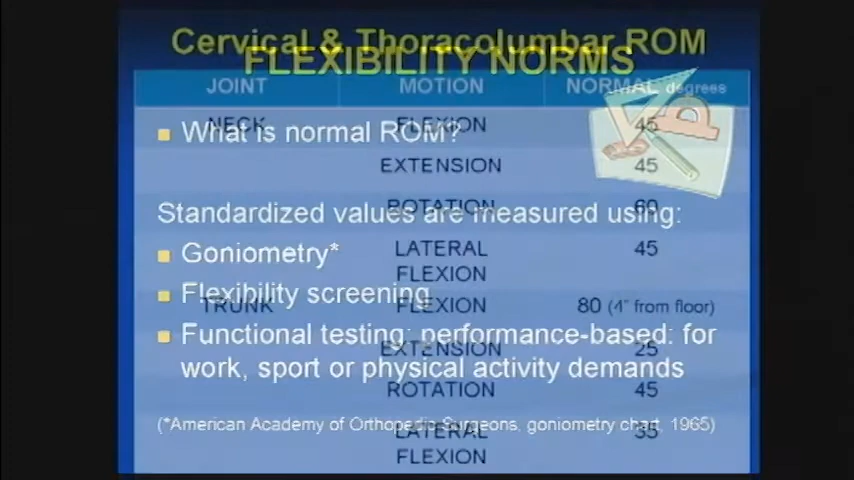 Cervical & Thoracolumbar ROM
JOINT MOTION NORMAL degrees
NECK FLEXION 45
EXTENSION 45
ROTATION 60
LATERAL FLEXION 45
TRUNK FLEXION 80 (4" from floor)
EXTENSION 25
ROTATION 45
LATERAL FLEXION 35
FLEXIBILITY NORMS
What is normal ROM?
Standardized values are measured using:
Goniometry*
Flexibility screening
Functional testing: performance-based: for
work, sport or physical activity demands
(*American Academy of Orthopedic Surgeons, goniometry chart, 1965)